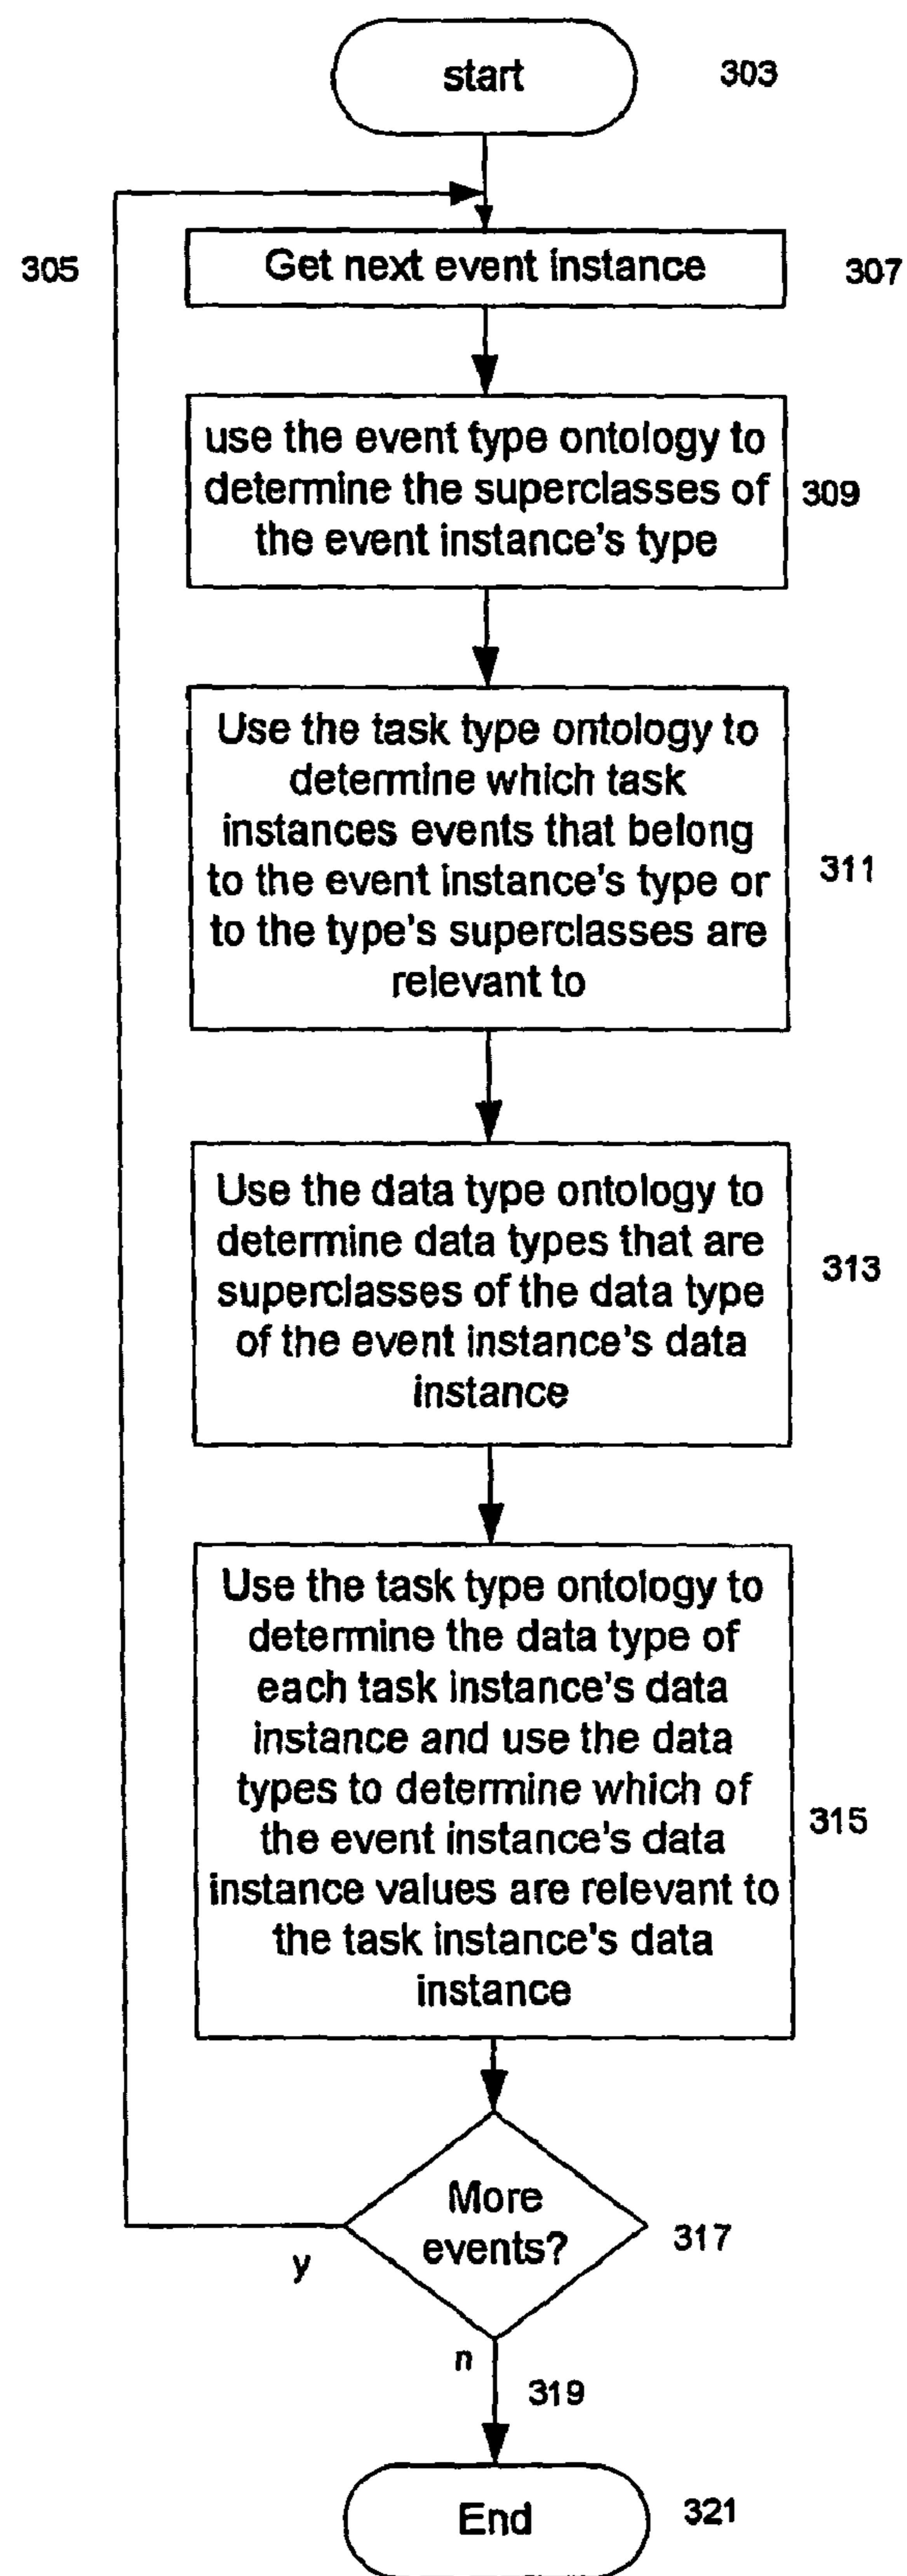 start
303
305
Get next event instance
307
use the event type ontology to
determine the superclasses of
the event instance's type
309
Use the task type ontology to
determine which task
instances events that belong
to the event instance's type or
to the type's superclasses are
relevant to
311
Use the data type ontology to
determine data types that are
superclasses of the data type
of the event instance's data
instance
313
Use the task type ontology to
determine the data type of
each task instance's data
instance and use the data
types to determine which of
the event instance's data
instance values are relevant to
the task instance's data
instance
315
More
events?
317
y
n
319
End
321